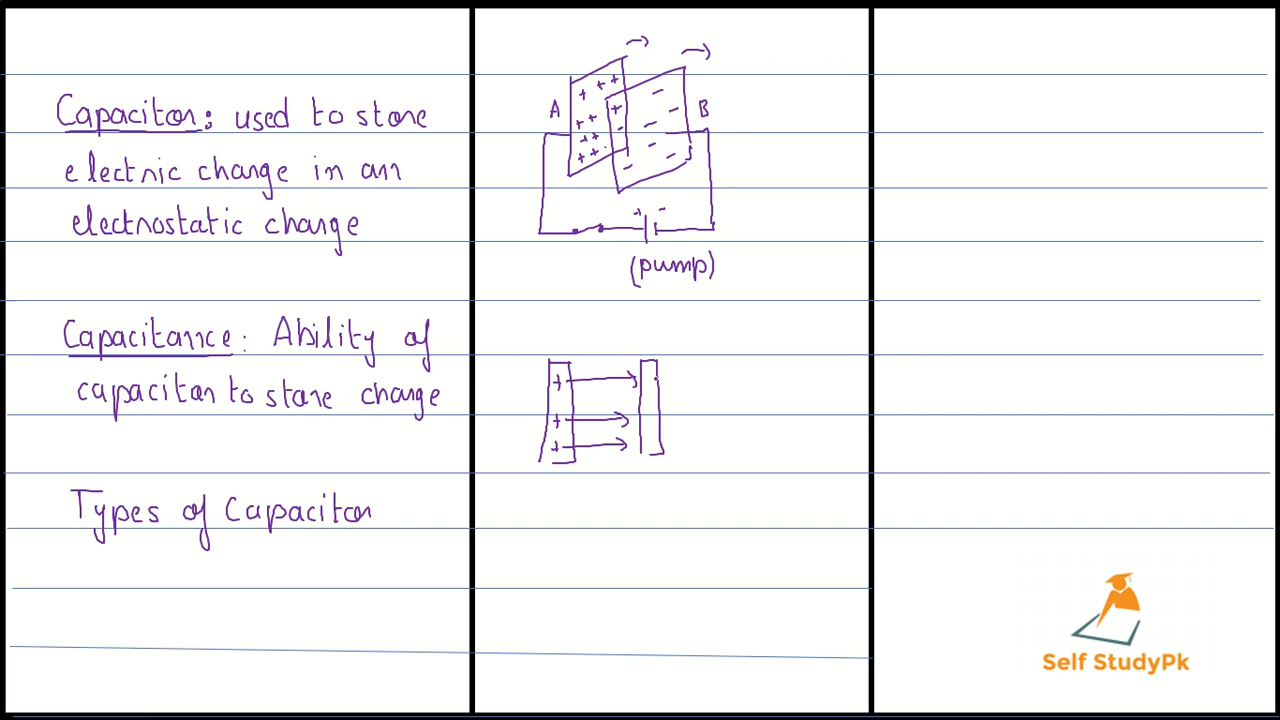 Capacitor: used to store
electric charge in an
electrostatic charge
Capacitance: Ability of
capacitor to store charge
Types of Capacitor
A
B
+ -
(pump)
Self StudyPk